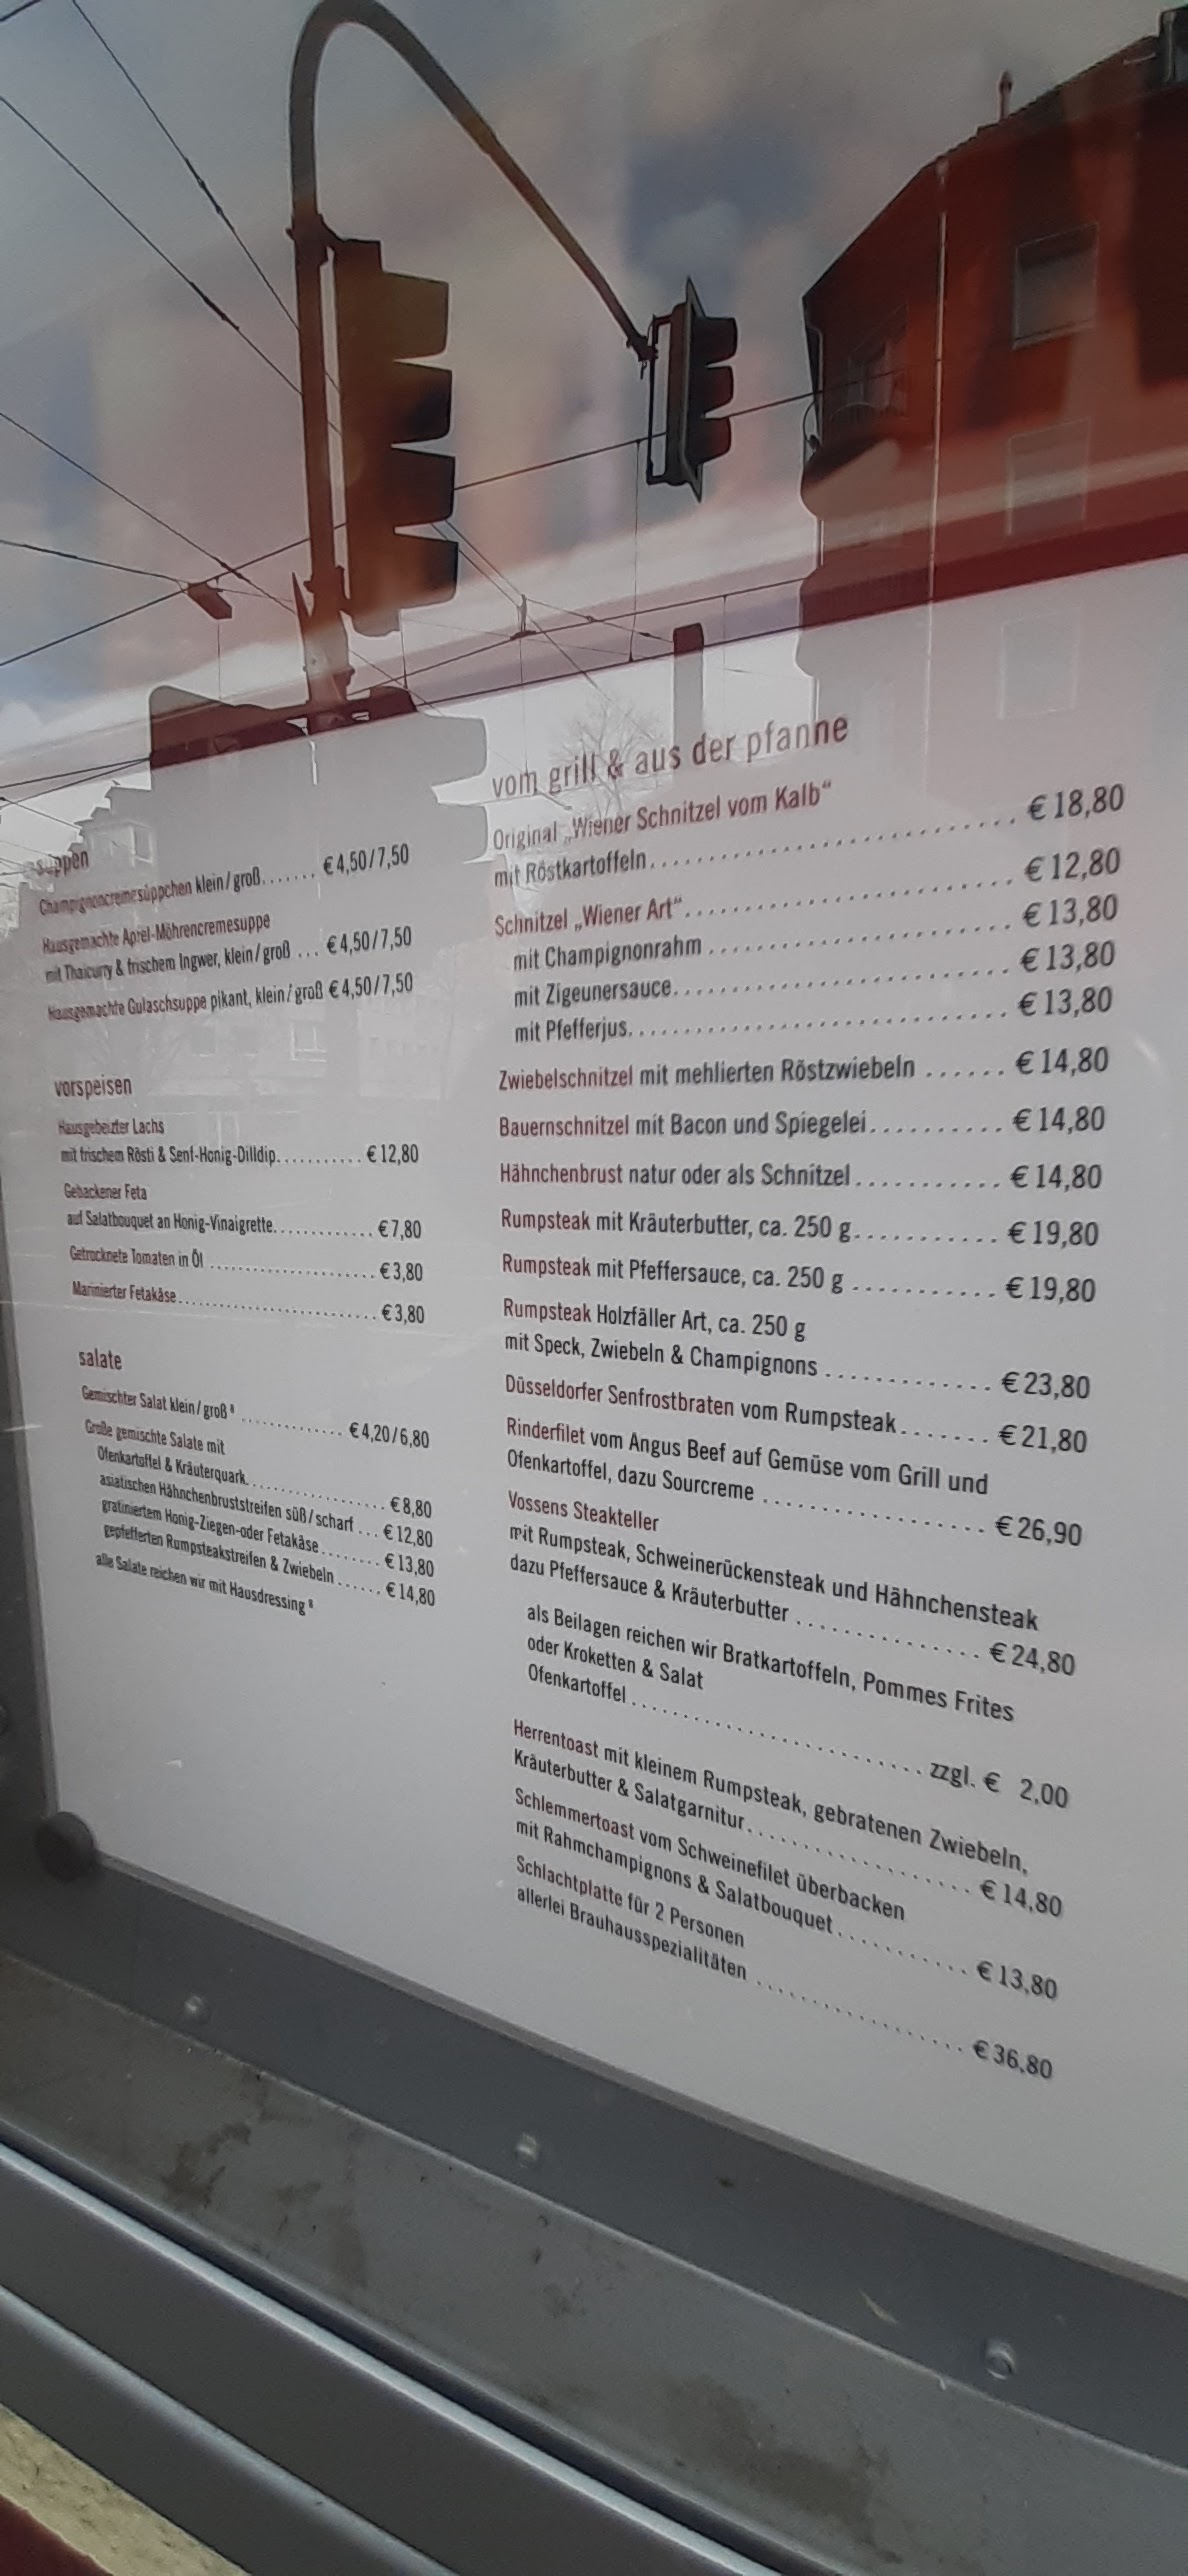 suppen
Champignoncremesüppchen klein/groß....... € 4,50/7,50
Hausgemachte Apfel-Möhrencremesuppe
mit Thaicurry & frischem Ingwer, klein/groß ... € 4,50/7,50
Hausgemachte Gulaschsuppe pikant, klein/groß € 4,50/7,50
vorspeisen
Hausgebeizter Lachs
mit frischem Rösti & Senf-Honig-Dilldip........... € 12,80
Gebackener Feta
auf Salatbouquet an Honig-Vinaigrette............. € 7,80
Getrocknete Tomaten in Öl ..................... € 3,80
Marinierter Fetakäse......................... € 3,80
salate
Gemischter Salat klein/groß ⁸ ............ € 4,20/6,80
Große gemischte Salate mit
Ofenkartoffel & Kräuterquark................. € 8,80
asiatischen Hähnchenbruststreifen süß/scharf ... € 12,80
gratiniertem Honig-Ziegen-oder Fetakäse........ € 13,80
gepfefferten Rumpsteakstreifen & Zwiebeln ...... € 14,80
alle Salate reichen wir mit Hausdressing ⁸
vom grill & aus der pfanne
Original „Wiener Schnitzel vom Kalb“
mit Röstkartoffeln.............................. € 18,80
Schnitzel „Wiener Art“........................... € 12,80
mit Champignonrahm ......................... € 13,80
mit Zigeunersauce............................ € 13,80
mit Pfefferjus................................ € 13,80
Zwiebelschnitzel mit mehlierten Röstzwiebeln ...... € 14,80
Bauernschnitzel mit Bacon und Spiegelei.......... € 14,80
Hähnchenbrust natur oder als Schnitzel........... € 14,80
Rumpsteak mit Kräuterbutter, ca. 250 g........... € 19,80
Rumpsteak mit Pfeffersauce, ca. 250 g ........... € 19,80
Rumpsteak Holzfäller Art, ca. 250 g
mit Speck, Zwiebeln & Champignons ............. € 23,80
Düsseldorfer Senfrostbraten vom Rumpsteak....... € 21,80
Rinderfilet vom Angus Beef auf Gemüse vom Grill und
Ofenkartoffel, dazu Sourcreme .................. € 26,90
Vossens Steakteller
mit Rumpsteak, Schweinerückensteak und Hähnchensteak
dazu Pfeffersauce & Kräuterbutter ............... € 24,80
als Beilagen reichen wir Bratkartoffeln, Pommes Frites
oder Kroketten & Salat
Ofenkartoffel ......................... zzgl. € 2,00
Herrentoast mit kleinem Rumpsteak, gebratenen Zwiebeln,
Kräuterbutter & Salatgarnitur.................... € 14,80
Schlemmertoast vom Schweinefilet überbacken
mit Rahmchampignons & Salatbouquet ........... € 13,80
Schlachtplatte für 2 Personen
allerlei Brauhausspezialitäten .................. € 36,80